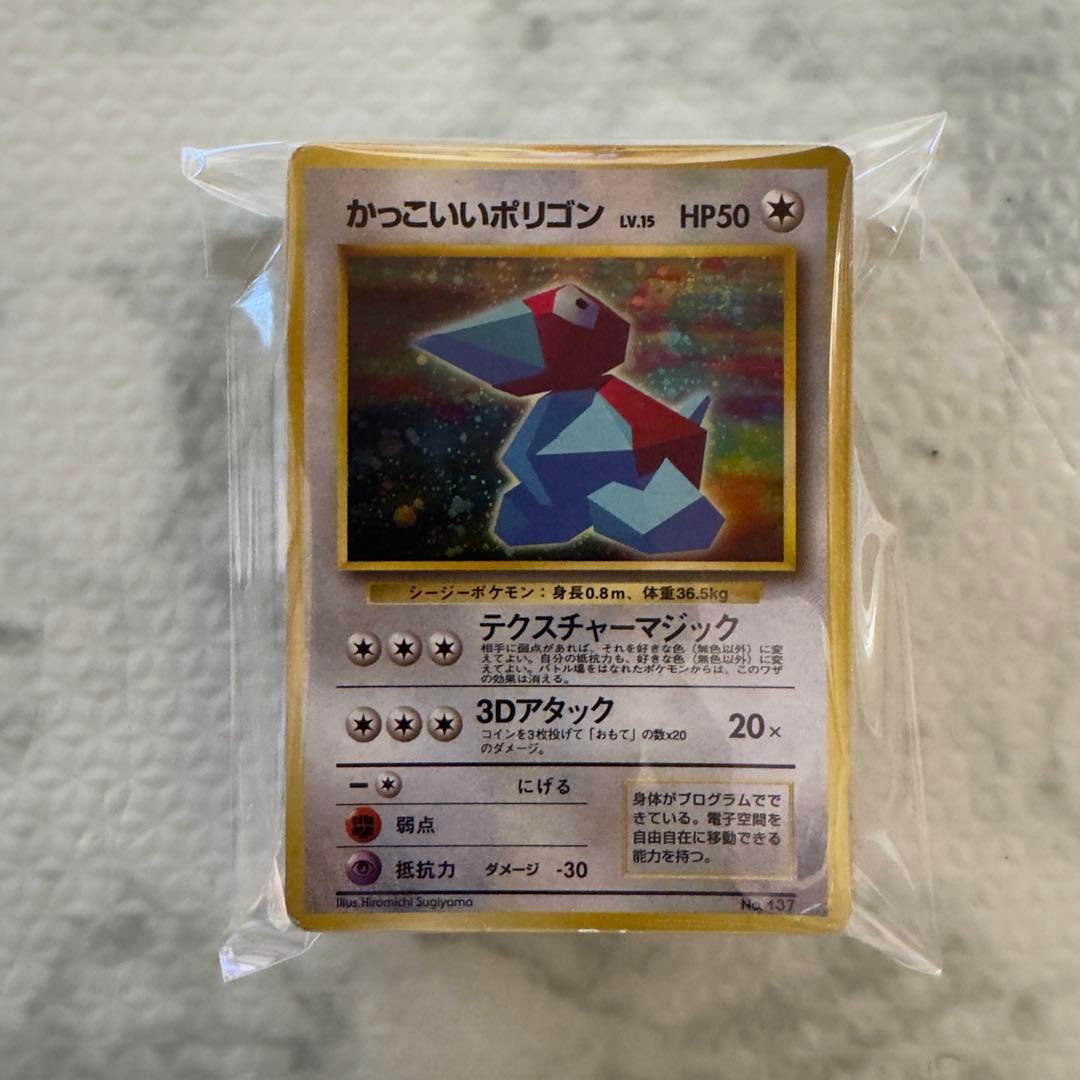 かっこいいポリゴン LV.15 HP50
シージーポケモン：身長0.8m、体重36.5kg
テクスチャーマジック
相手に弱点があれば、それを好きな色（無色以外）に変
えてよい。自分の抵抗力も、好きな色（無色以外）に変
えてよい。バトル場をはなれたポケモンからは、このワザ
の効果は消える。
3Dアタック 20×
コインを3枚投げて「おもて」の数×20
のダメージ。
にげる
弱点
抵抗力 ダメージ -30
身体がプログラムでで
きている。電子空間を
自由自在に移動できる
能力を持つ。
Illus. Hiromichi Sugiyama No. 137